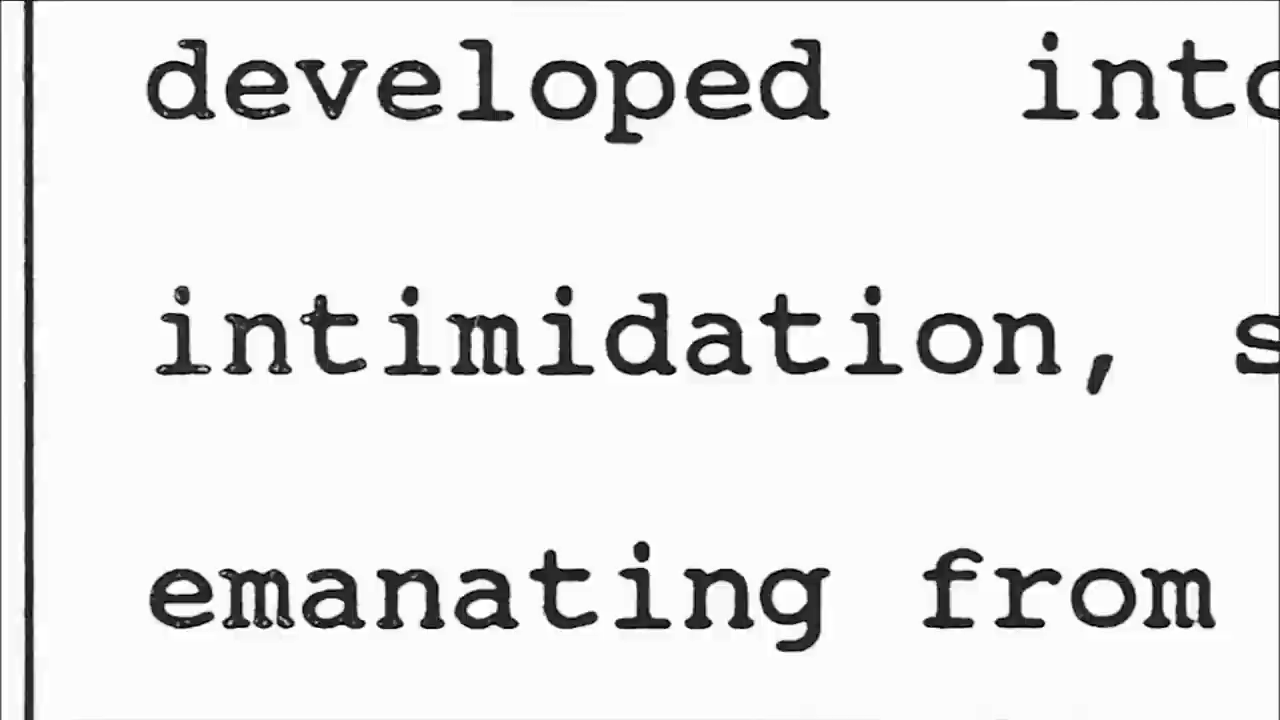 developed into
intimidation, s
emanating from